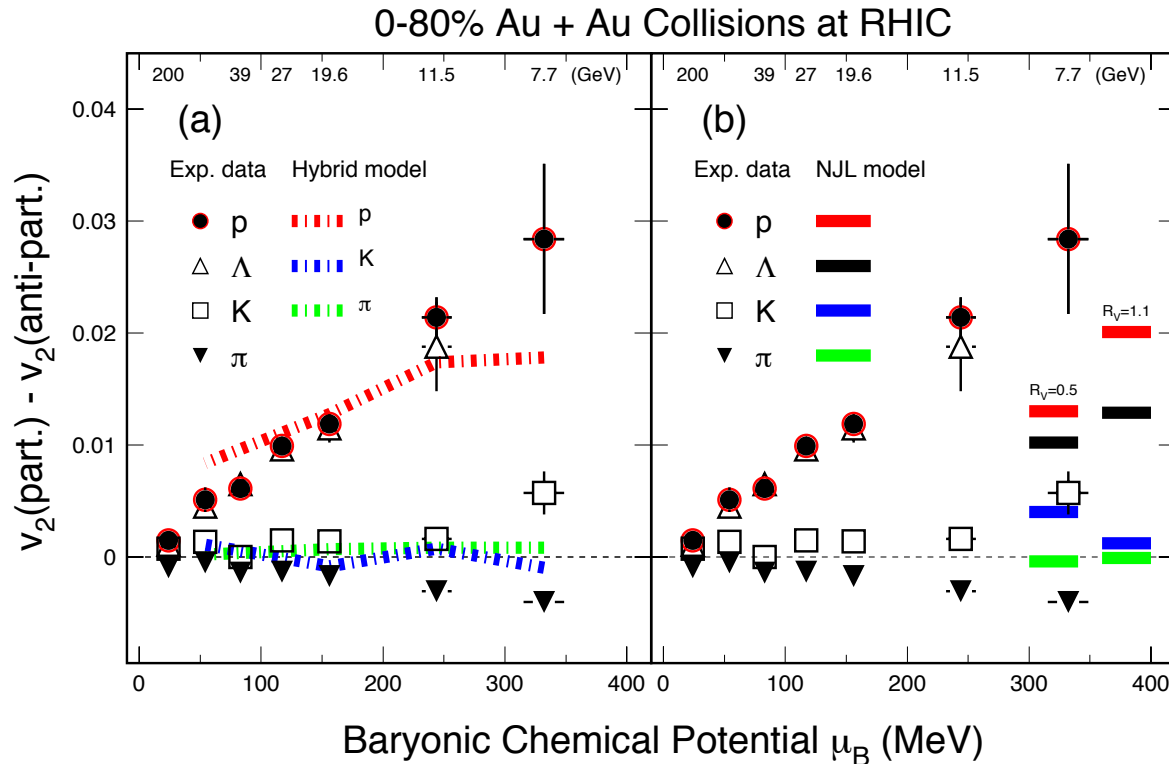 0-80% Au + Au Collisions at RHIC
200 39 27 19.6 11.5 7.7 (GeV)
(a)
Exp. data Hybrid model
p p
Λ K
K π
π
200 39 27 19.6 11.5 7.7 (GeV)
(b)
Exp. data NJL model
p
Λ
K
π
R_V=1.1
R_V=0.5
0.04
0.03
0.02
0.01
0
v_2(part.) - v_2(anti-part.)
0 100 200 300 400
0 100 200 300 400
Baryonic Chemical Potential μ_B (MeV)